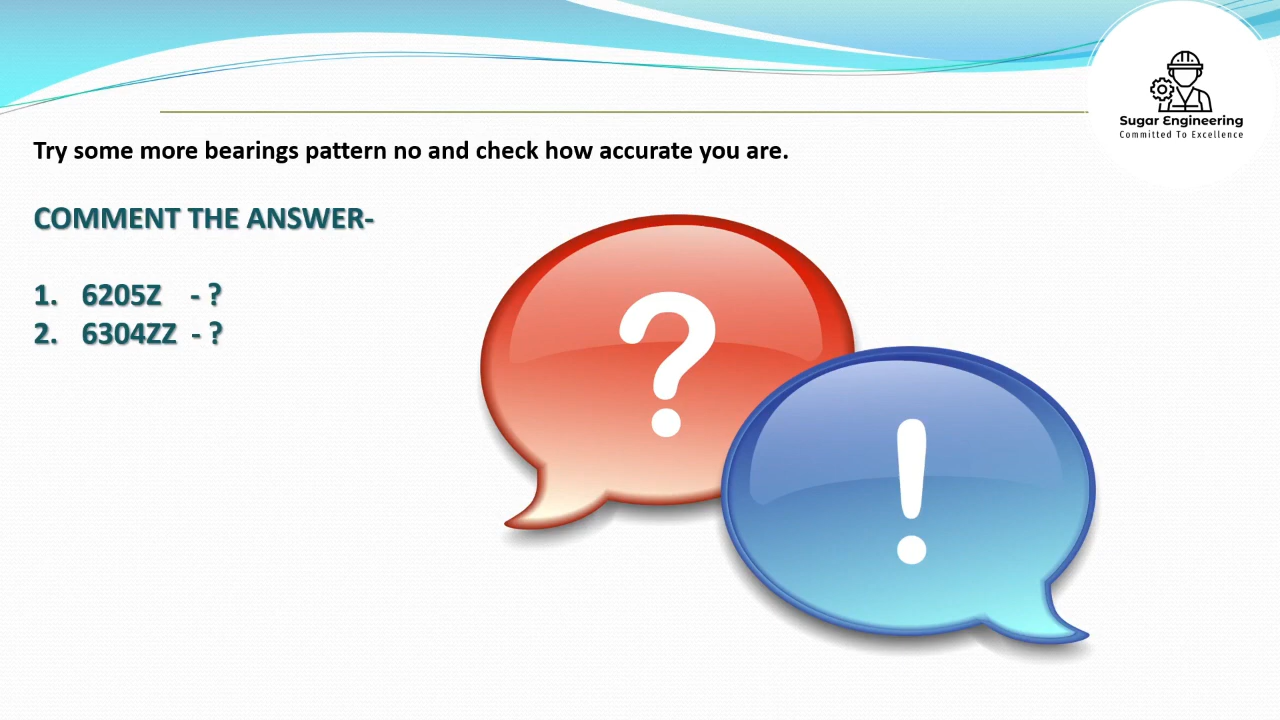 Sugar Engineering
Committed To Excellence
Try some more bearings pattern no and check how accurate you are.
COMMENT THE ANSWER-
1. 6205Z - ?
2. 6304ZZ - ?
?
!